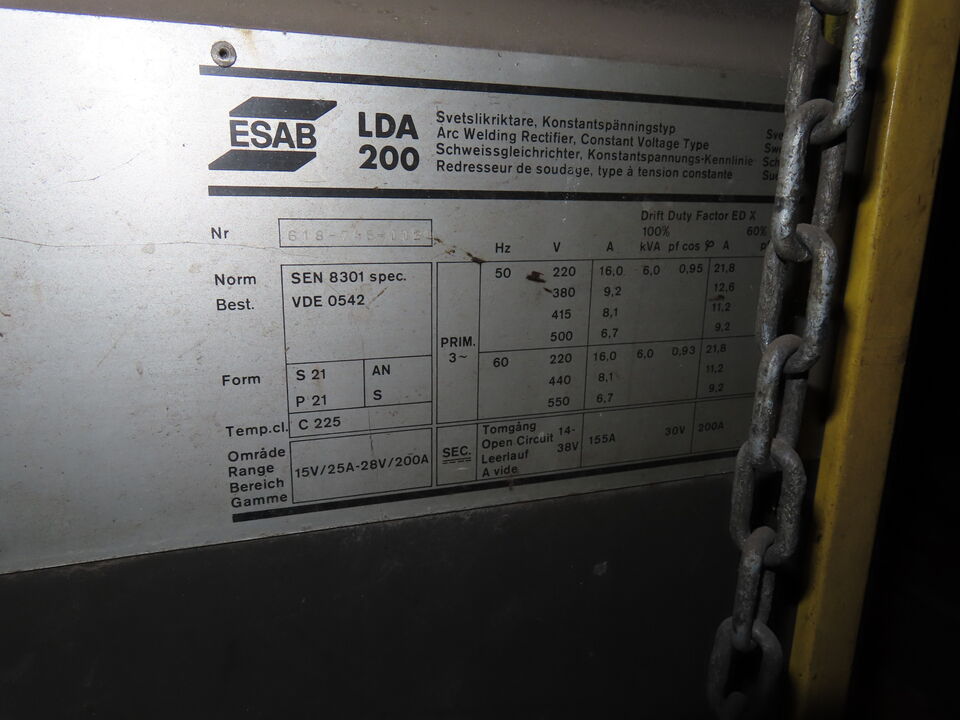 ESAB
LDA
200
Svetslikriktare, Konstantspänningstyp
Arc Welding Rectifier, Constant Voltage Type
Schweissgleichrichter, Konstantspannungs-Kennlinie
Redresseur de soudage, type à tension constante
Drift Duty Factor ED X
100% 60%
Nr
Hz V A kVA pf cos φ A
Norm SEN 8301 spec.
Best. VDE 0542
PRIM.
3~
50 220 16,0 6,0 0,95 21,8
380 9,2 12,6
415 8,1 11,2
500 6,7 9,2
60 220 16,0 6,0 0,93 21,8
440 8,1 11,2
550 6,7 9,2
Form S 21 AN
P 21 S
Temp.cl. C 225
Område
Range
Bereich
Gamme
15V/25A-28V/200A
SEC.
Tomgång 14-
Open Circuit 38V 155A 30V 200A
Leerlauf
A vide